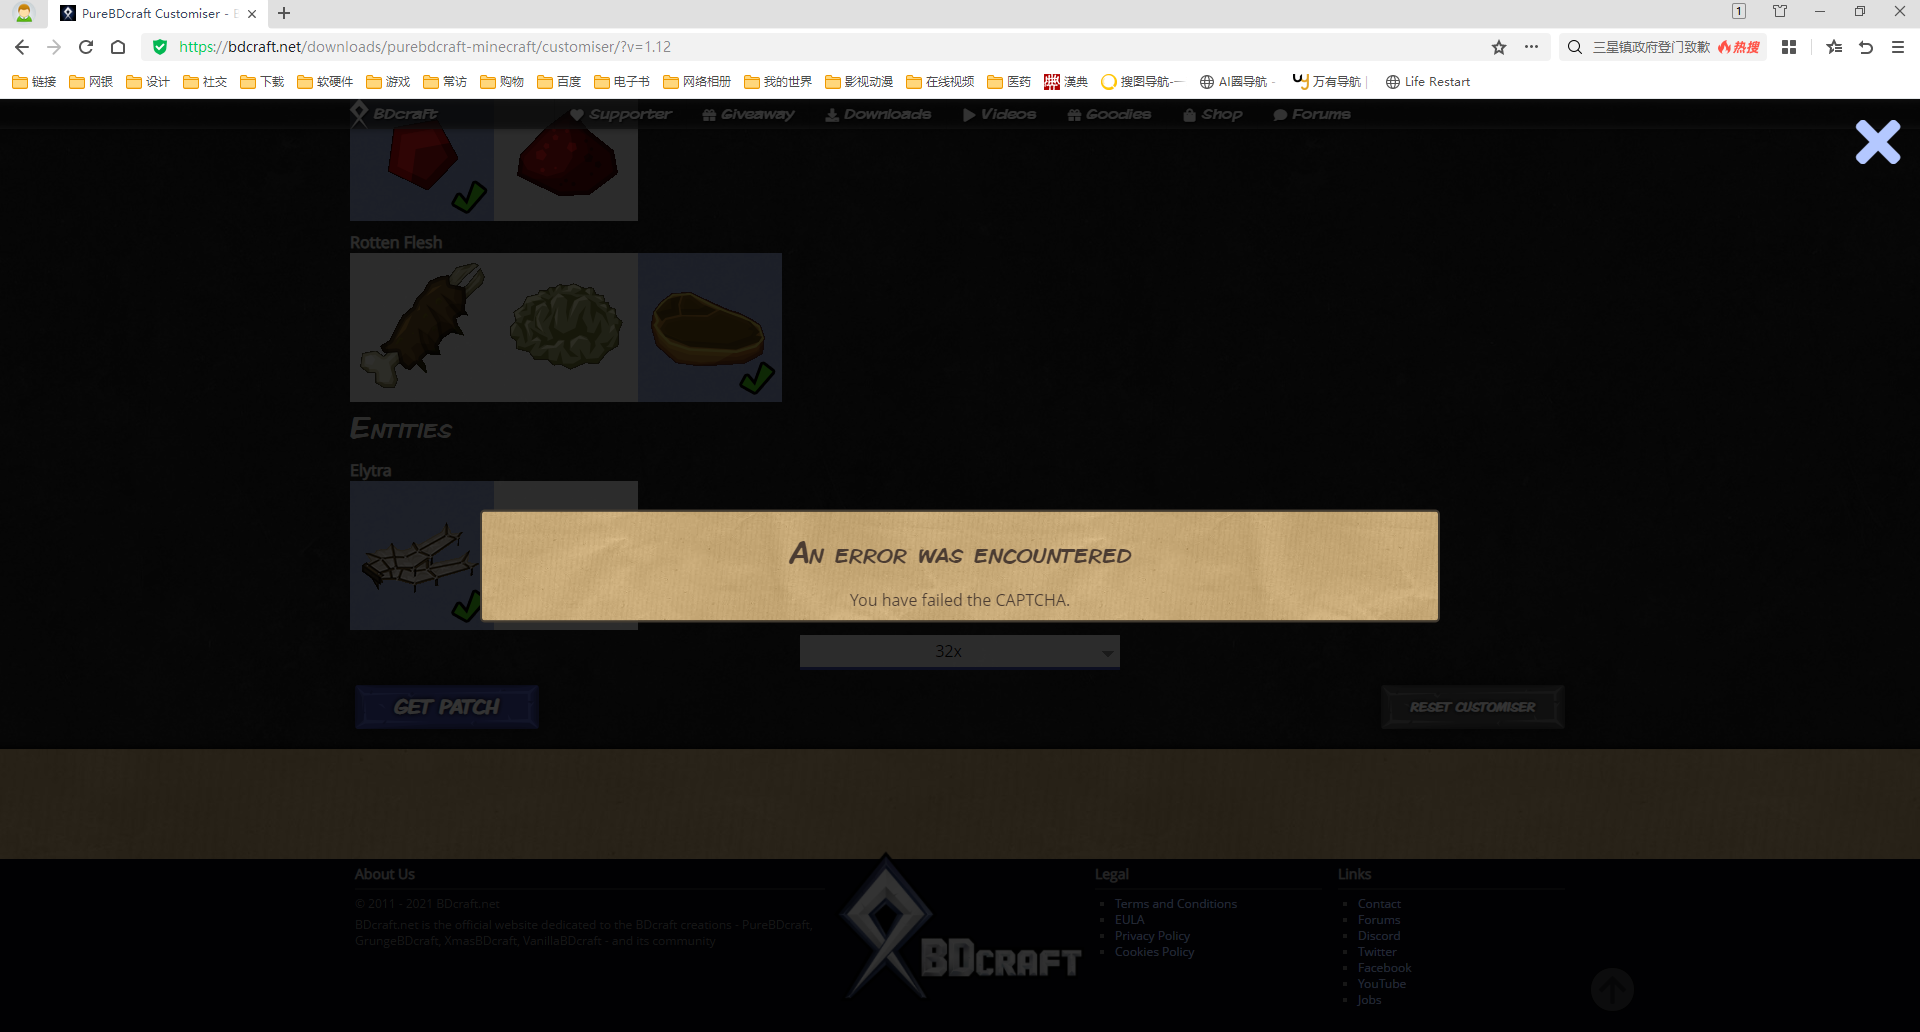 PureBDcraft Customiser - B
1
https://bdcraft.net/downloads/purebdcraft-minecraft/customiser/?v=1.12
三星镇政府登门致歉 热搜
链接 网银 设计 社交 下载 软硬件 游戏 常访 购物 百度 电子书 网络相册 我的世界 影视动漫 在线视频 医药 漢典 搜图导航-一 AI圈导航 - 万有导航 | Life Restart
BDcraft Supporter Giveaway Downloads Videos Goodies Shop Forums
Rotten Flesh
Entities
Elytra
An error was encountered
You have failed the CAPTCHA.
32x
GET PATCH
RESET CUSTOMISER
About Us
© 2011 - 2021 BDcraft.net
BDcraft.net is the official website dedicated to the BDcraft creations - PureBDcraft,
GrungeBDcraft, XmasBDcraft, VanillaBDcraft - and its community
BDCRAFT
Legal
Terms and Conditions
EULA
Privacy Policy
Cookies Policy
Links
Contact
Forums
Discord
Twitter
Facebook
YouTube
Jobs